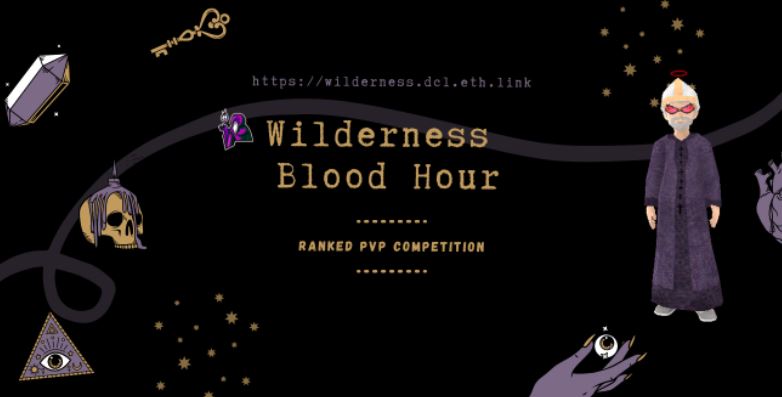 https://wilderness.dcl.eth.link
Wilderness
Blood Hour
RANKED PVP COMPETITION